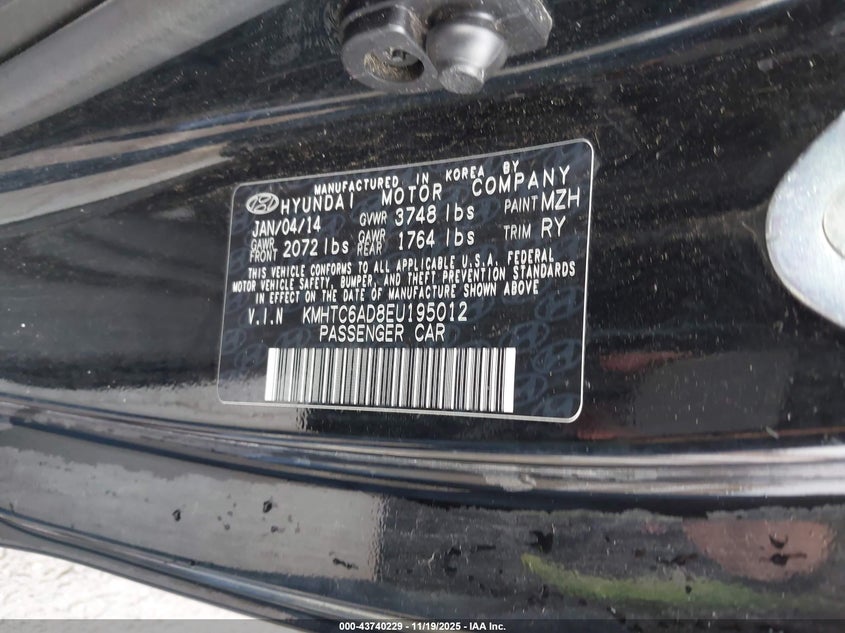 MANUFACTURED IN KOREA BY
HYUNDAI MOTOR COMPANY
JAN/04/14 GVWR 3748 lbs PAINT MZH
GAWR FRONT 2072 lbs GAWR REAR 1764 lbs TRIM RY
THIS VEHICLE CONFORMS TO ALL APPLICABLE U.S.A. FEDERAL
MOTOR VEHICLE SAFETY, BUMPER, AND THEFT PREVENTION STANDARDS
IN EFFECT ON THE DATE OF MANUFACTURE SHOWN ABOVE
V.I.N KMHTC6AD8EU195012
PASSENGER CAR
000-43740229 — 11/19/2025 — IAA Inc.